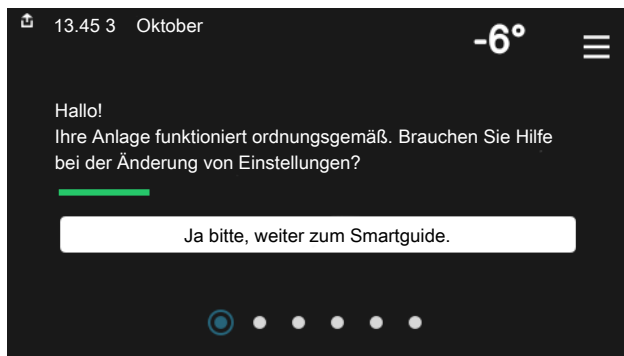 13.45 3 Oktober
-6°
Hallo!
Ihre Anlage funktioniert ordnungsgemäß. Brauchen Sie Hilfe
bei der Änderung von Einstellungen?
Ja bitte, weiter zum Smartguide.